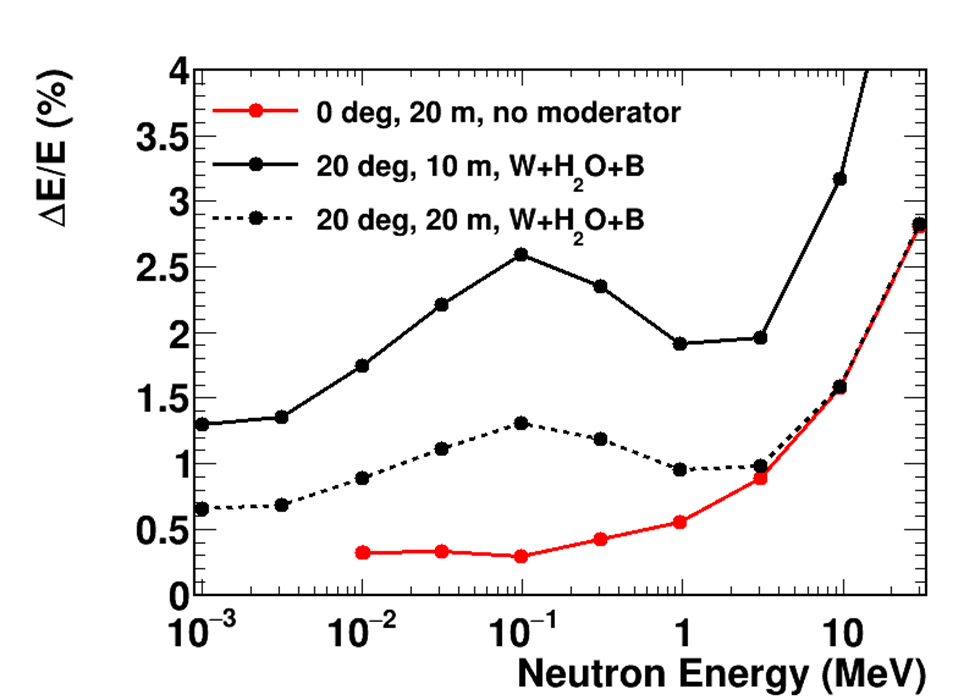 ΔE/E (%)
4
3.5
3
2.5
2
1.5
1
0.5
0
0 deg, 20 m, no moderator
20 deg, 10 m, W+H₂O+B
20 deg, 20 m, W+H₂O+B
10⁻³ 10⁻² 10⁻¹ 1 10
Neutron Energy (MeV)